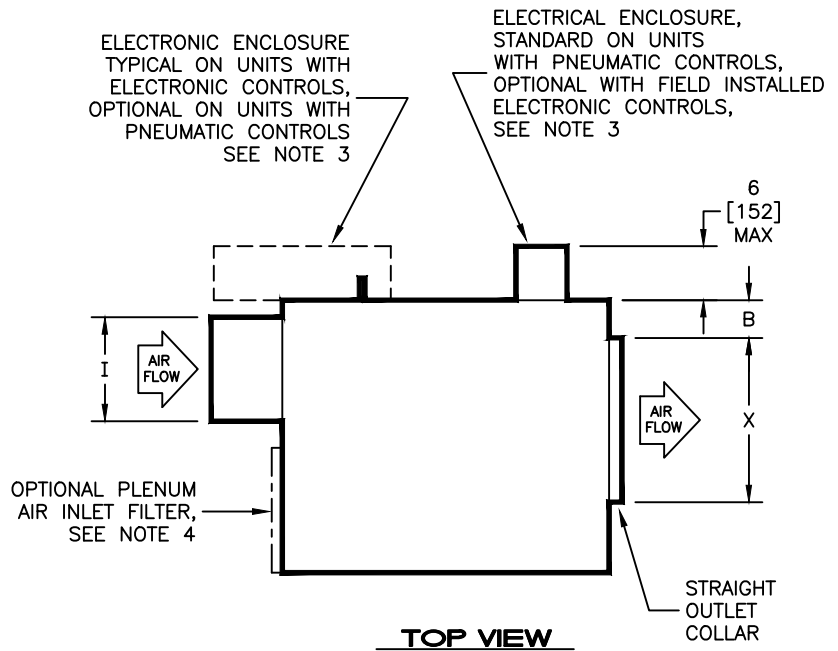 ELECTRONIC ENCLOSURE
TYPICAL ON UNITS WITH
ELECTRONIC CONTROLS,
OPTIONAL ON UNITS WITH
PNEUMATIC CONTROLS
SEE NOTE 3
ELECTRICAL ENCLOSURE,
STANDARD ON UNITS
WITH PNEUMATIC CONTROLS,
OPTIONAL WITH FIELD INSTALLED
ELECTRONIC CONTROLS,
SEE NOTE 3
6
[152]
MAX
B
I
AIR
FLOW
AIR
FLOW
X
OPTIONAL PLENUM
AIR INLET FILTER,
SEE NOTE 4
STRAIGHT
OUTLET
COLLAR
TOP VIEW